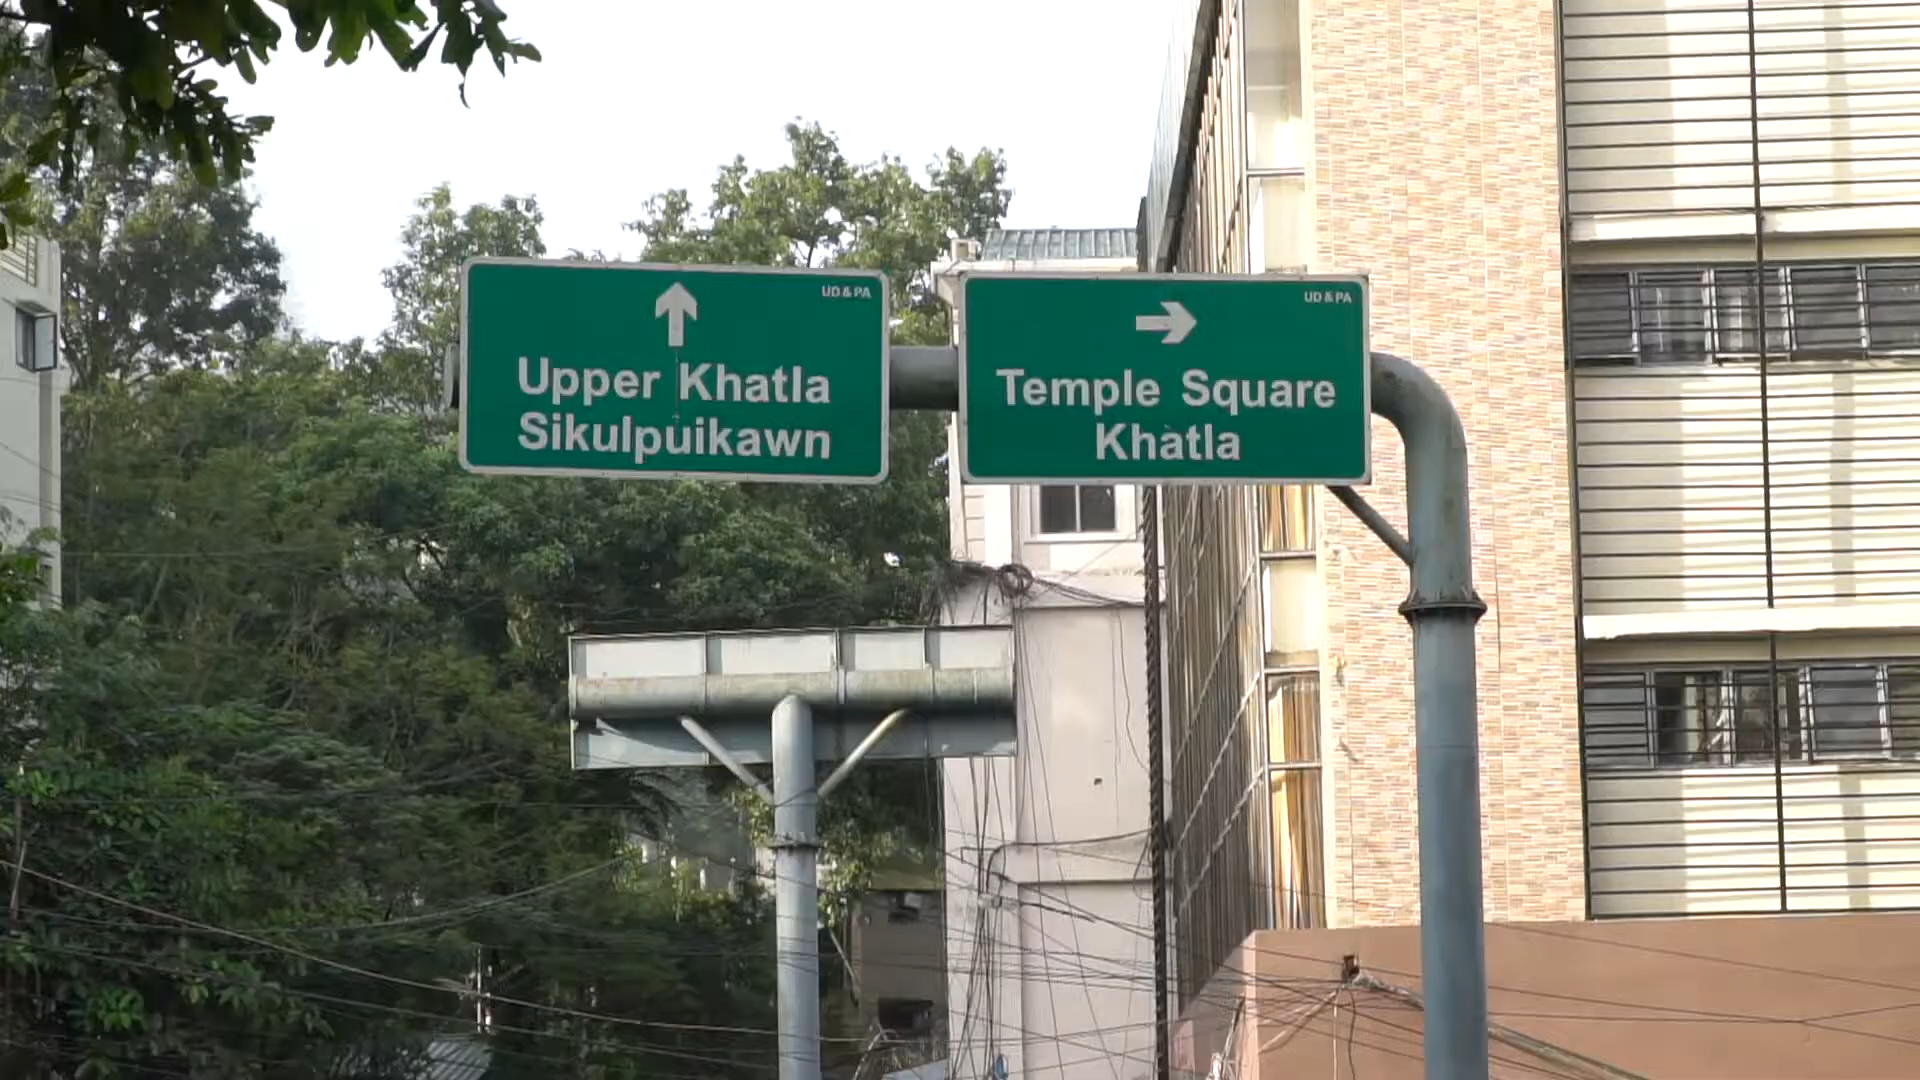 UD & PA
Upper Khatla
Sikulpuikawn
UD & PA
Temple Square
Khatla